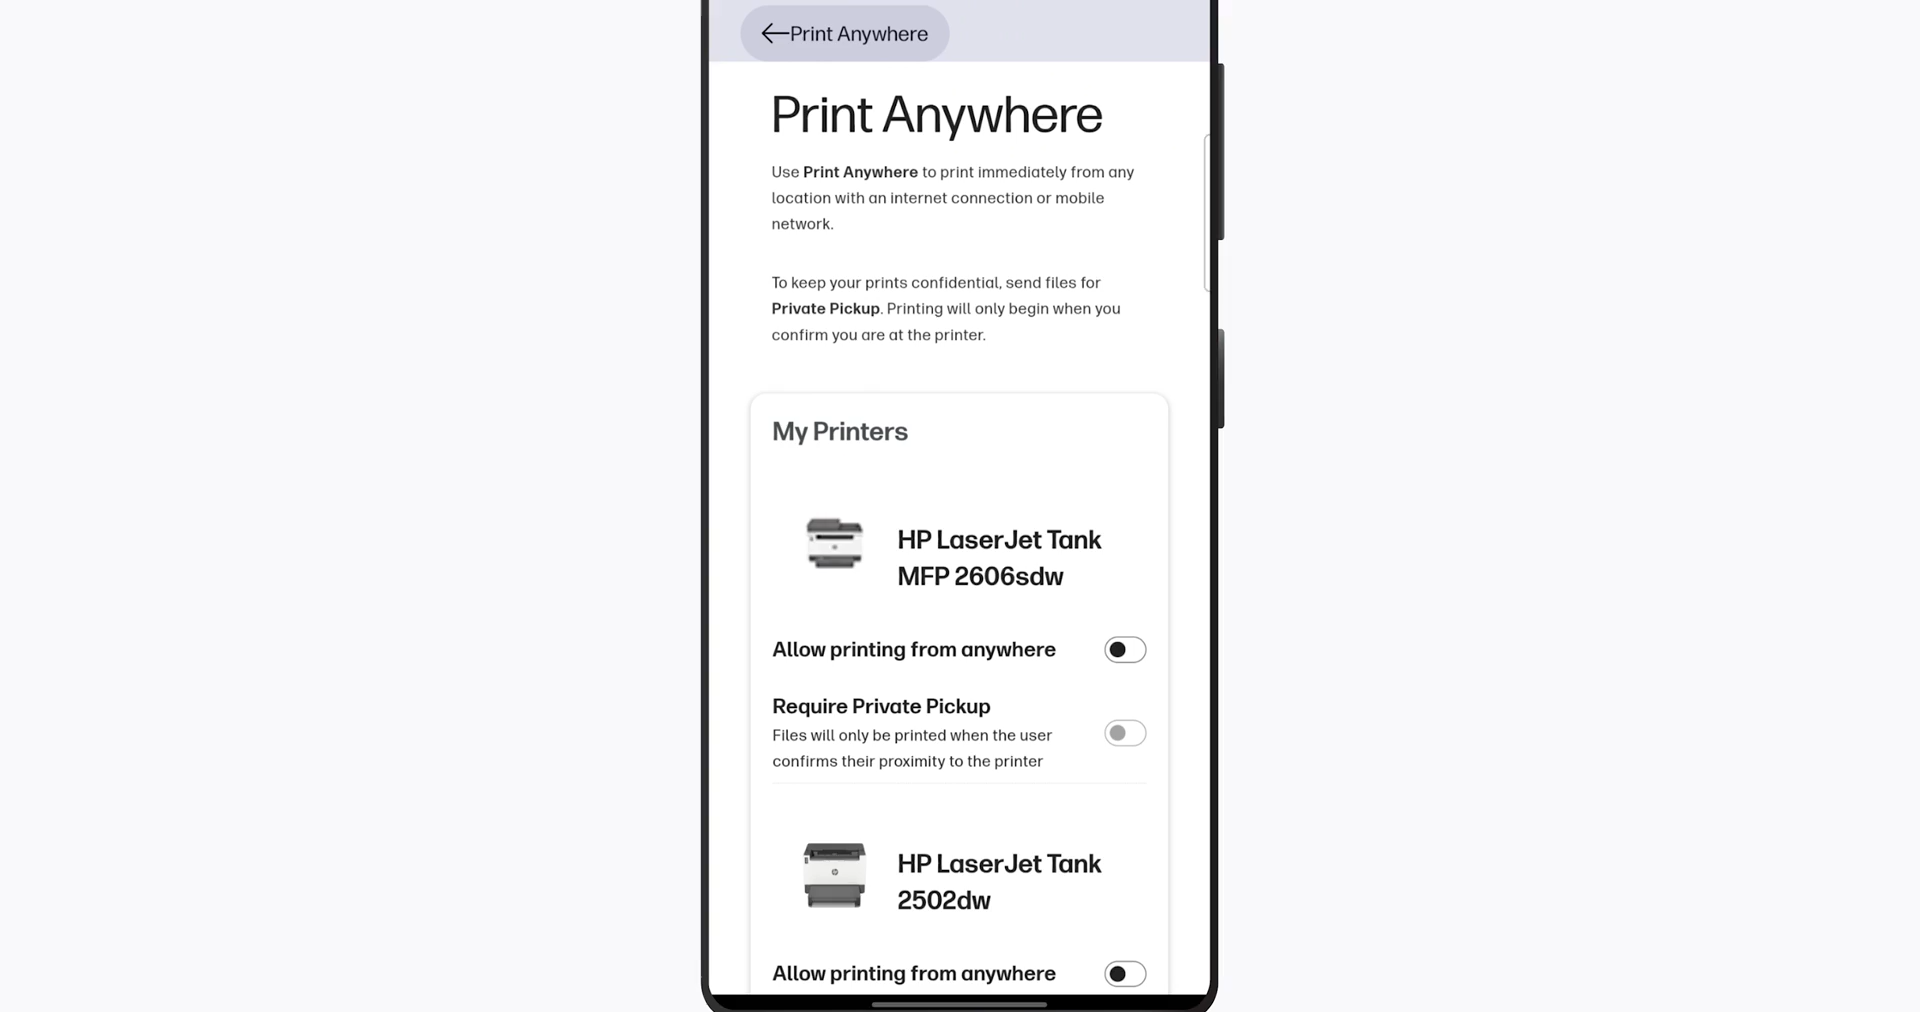 Print Anywhere
Print Anywhere
Use Print Anywhere to print immediately from any
location with an internet connection or mobile
network.
To keep your prints confidential, send files for
Private Pickup. Printing will only begin when you
confirm you are at the printer.
My Printers
HP LaserJet Tank
MFP 2606sdw
Allow printing from anywhere
Require Private Pickup
Files will only be printed when the user
confirms their proximity to the printer
HP LaserJet Tank
2502dw
Allow printing from anywhere